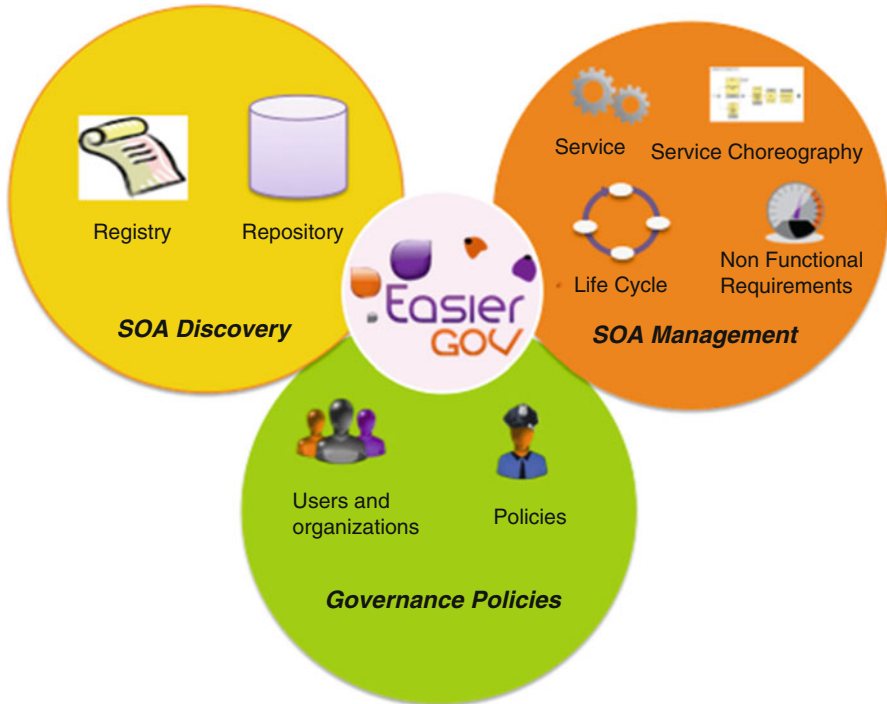 Registry
Repository
SOA Discovery
Service
Service Choreography
Life Cycle
Non Functional
Requirements
SOA Management
Easier
GOV
Users and
organizations
Policies
Governance Policies